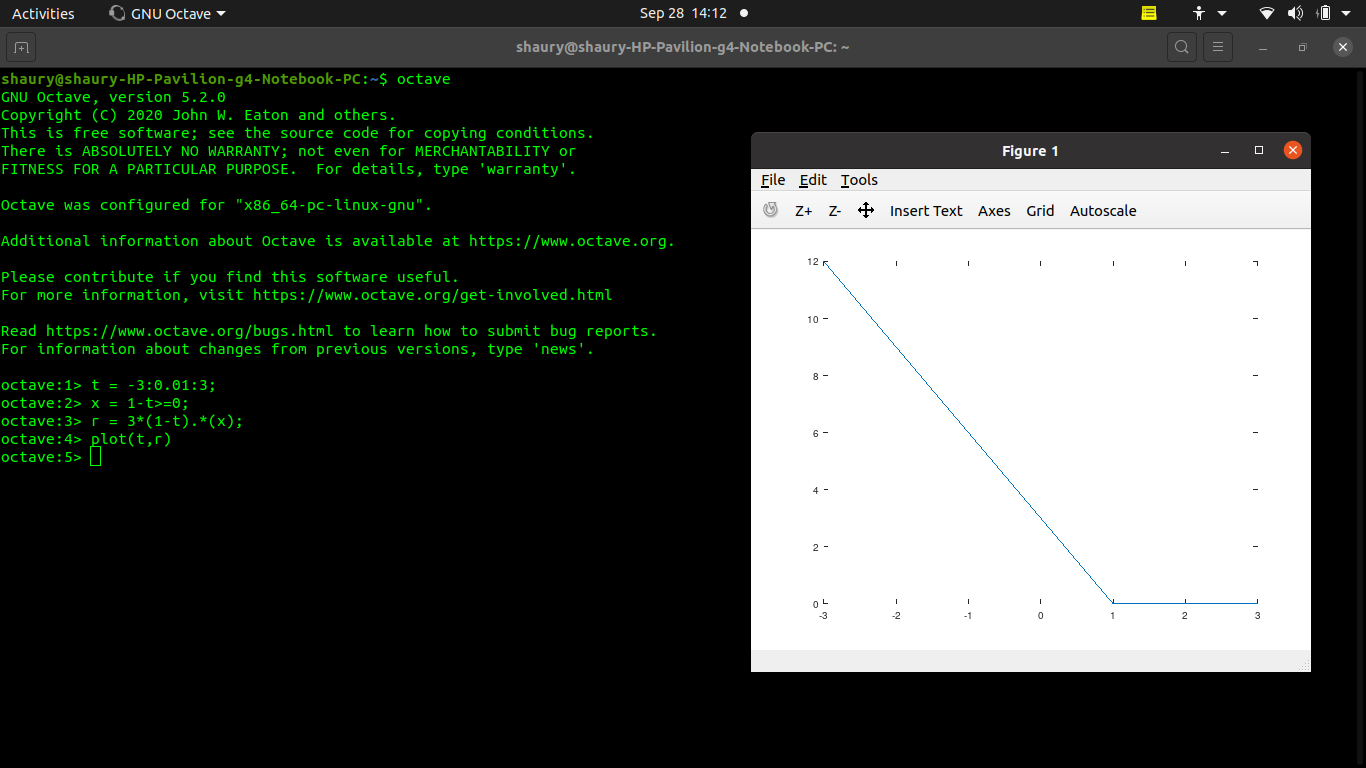 Activities GNU Octave Sep 28 14:12
shaury@shaury-HP-Pavilion-g4-Notebook-PC: ~
shaury@shaury-HP-Pavilion-g4-Notebook-PC:~$ octave
GNU Octave, version 5.2.0
Copyright (C) 2020 John W. Eaton and others.
This is free software; see the source code for copying conditions.
There is ABSOLUTELY NO WARRANTY; not even for MERCHANTABILITY or
FITNESS FOR A PARTICULAR PURPOSE.  For details, type 'warranty'.
Octave was configured for "x86_64-pc-linux-gnu".
Additional information about Octave is available at https://www.octave.org.
Please contribute if you find this software useful.
For more information, visit https://www.octave.org/get-involved.html
Read https://www.octave.org/bugs.html to learn how to submit bug reports.
For information about changes from previous versions, type 'news'.
octave:1> t = -3:0.01:3;
octave:2> x = 1-t>=0;
octave:3> r = 3*(1-t).*(x);
octave:4> plot(t,r)
octave:5>
Figure 1
File Edit Tools
Z+ Z- Insert Text Axes Grid Autoscale
12
10
8
6
4
2
0
-3 -2 -1 0 1 2 3